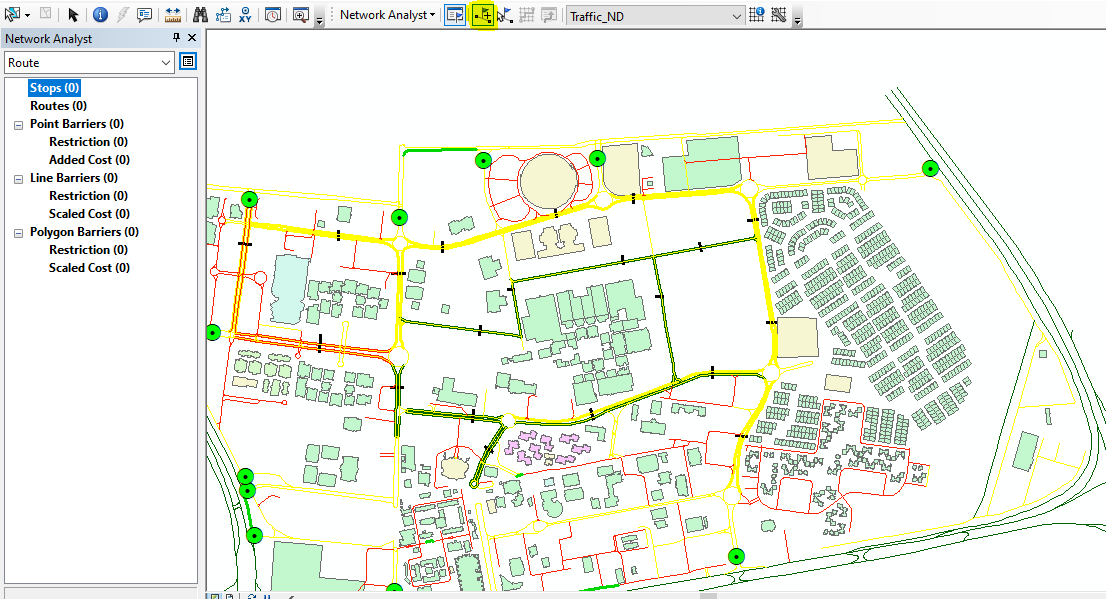 XY
Network Analyst
Traffic_ND
Network Analyst
Route
Stops (0)
Routes (0)
Point Barriers (0)
Restriction (0)
Added Cost (0)
Line Barriers (0)
Restriction (0)
Scaled Cost (0)
Polygon Barriers (0)
Restriction (0)
Scaled Cost (0)